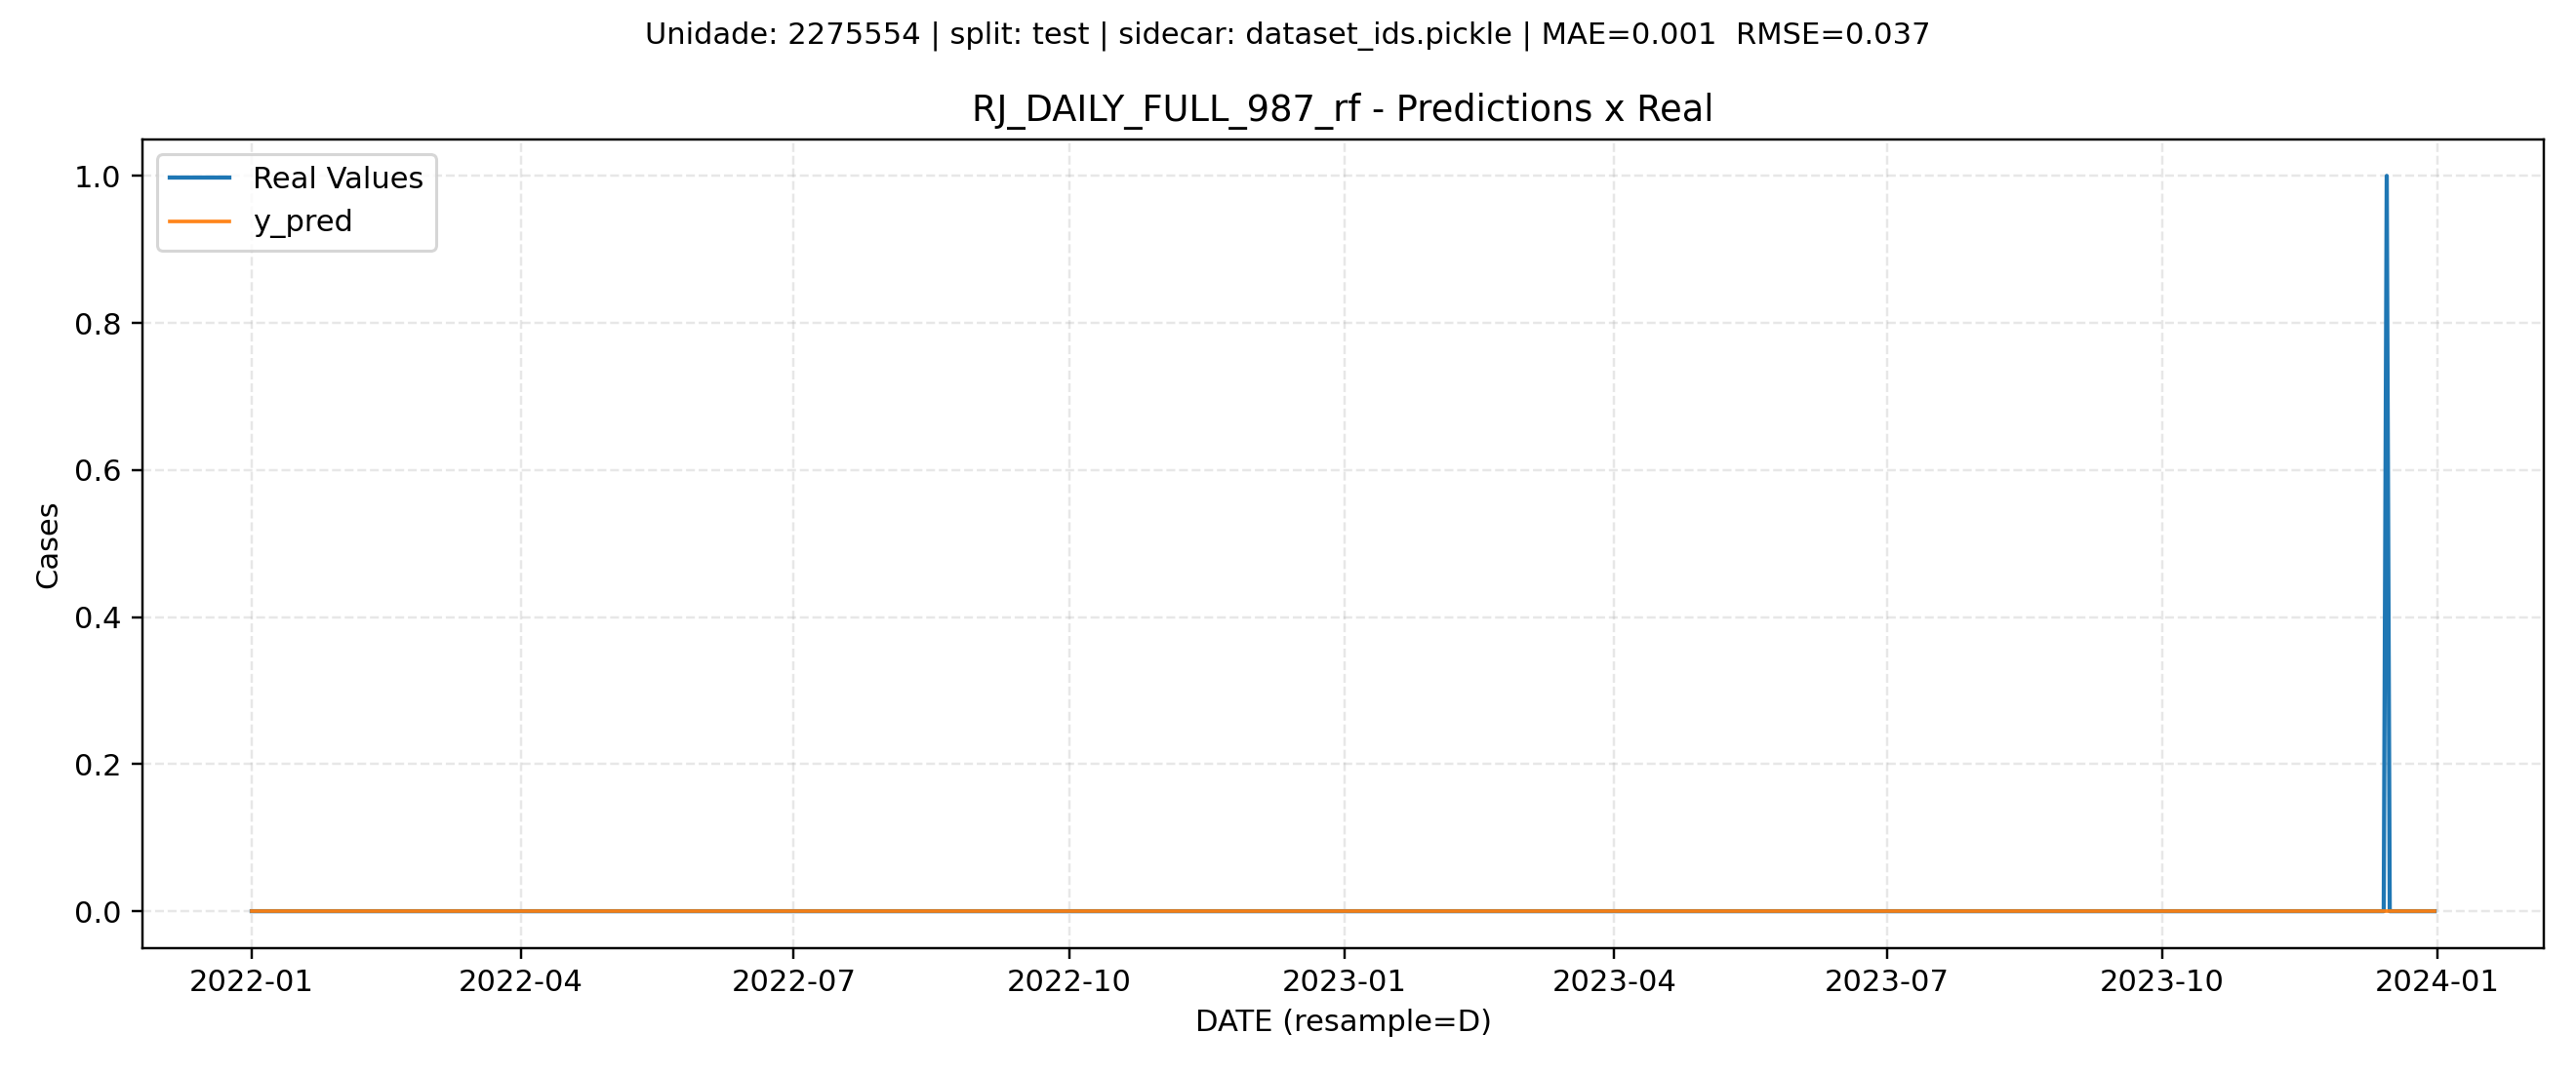 Unidade: 2275554 | split: test | sidecar: dataset_ids.pickle | MAE=0.001  RMSE=0.037
RJ_DAILY_FULL_987_rf - Predictions x Real
Real Values
y_pred
1.0
0.8
0.6
0.4
0.2
0.0
Cases
2022-01 2022-04 2022-07 2022-10 2023-01 2023-04 2023-07 2023-10 2024-01
DATE (resample=D)